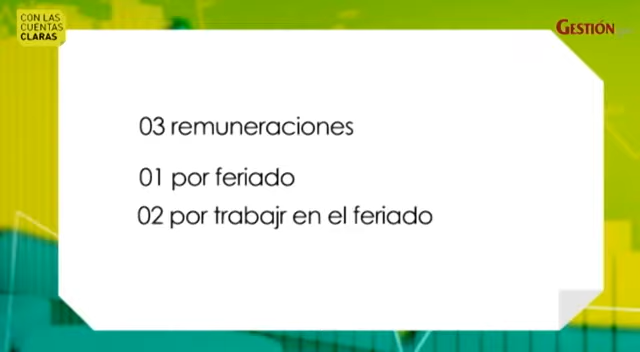 CON LAS
CUENTAS
CLARAS
GESTIÓN
03 remuneraciones
01 por feriado
02 por trabajr en el feriado